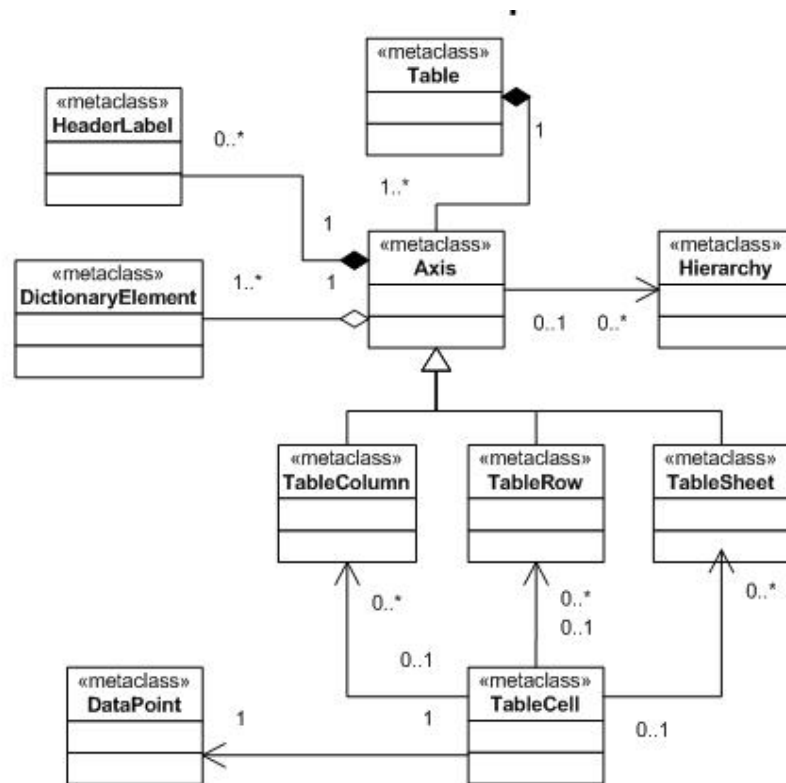 «metaclass»
Table
«metaclass»
HeaderLabel
0..*
1
1..*
1
«metaclass»
Axis
«metaclass»
Hierarchy
«metaclass»
DictionaryElement
1..*
1
0..1
0..*
«metaclass»
TableColumn
«metaclass»
TableRow
«metaclass»
TableSheet
0..*
0..*
0..*
0..1
0..1
«metaclass»
DataPoint
«metaclass»
TableCell
1
1
0..1